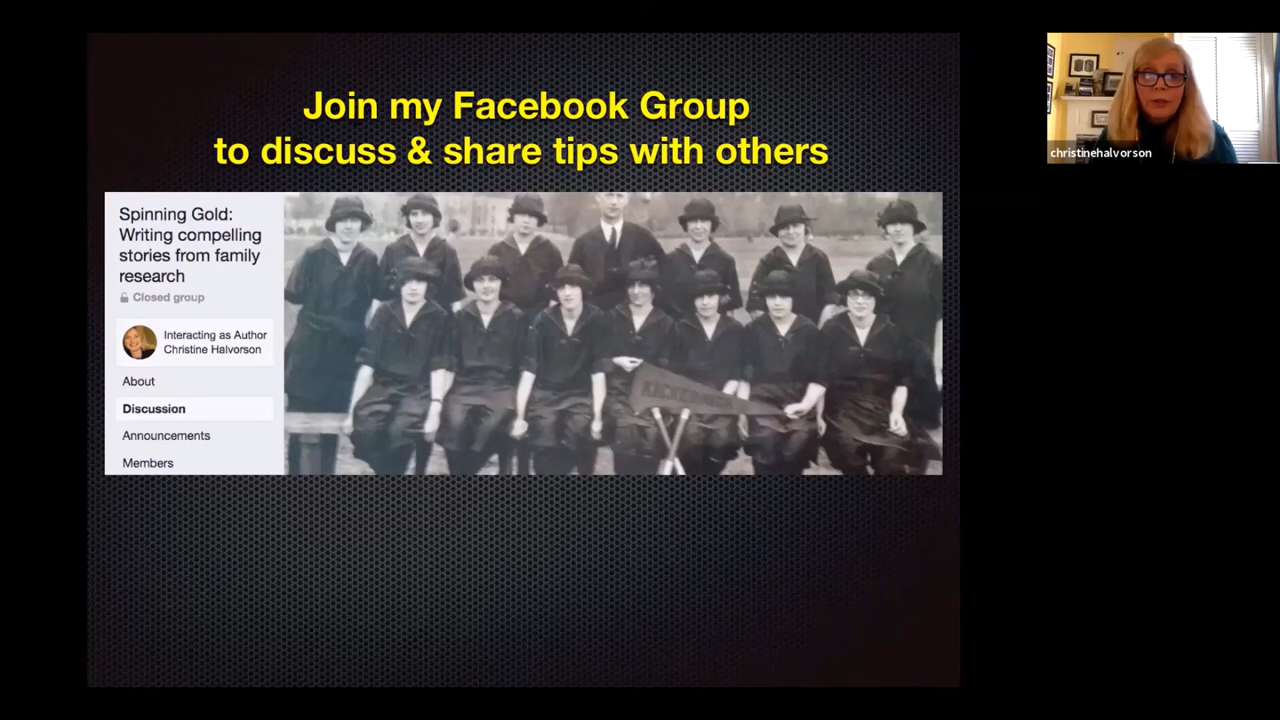 Join my Facebook Group
to discuss & share tips with others
Spinning Gold:
Writing compelling
stories from family
research
Closed group
Interacting as Author
Christine Halvorson
About
Discussion
Announcements
Members
christinehalvorson